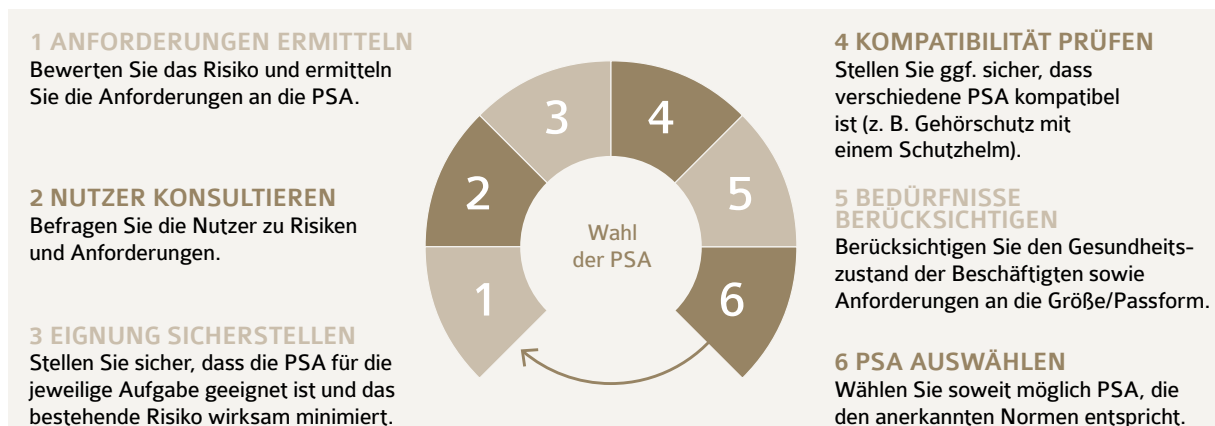 1 ANFORDERUNGEN ERMITTELN
Bewerten Sie das Risiko und ermitteln
Sie die Anforderungen an die PSA.
2 NUTZER KONSULTIEREN
Befragen Sie die Nutzer zu Risiken
und Anforderungen.
3 EIGNUNG SICHERSTELLEN
Stellen Sie sicher, dass die PSA für die
jeweilige Aufgabe geeignet ist und das
bestehende Risiko wirksam minimiert.
1
2
3
4
5
6
Wahl
der PSA
4 KOMPATIBILITÄT PRÜFEN
Stellen Sie ggf. sicher, dass
verschiedene PSA kompatibel
ist (z. B. Gehörschutz mit
einem Schutzhelm).
5 BEDÜRFNISSE
BERÜCKSICHTIGEN
Berücksichtigen Sie den Gesundheits-
zustand der Beschäftigten sowie
Anforderungen an die Größe/Passform.
6 PSA AUSWÄHLEN
Wählen Sie soweit möglich PSA, die
den anerkannten Normen entspricht.